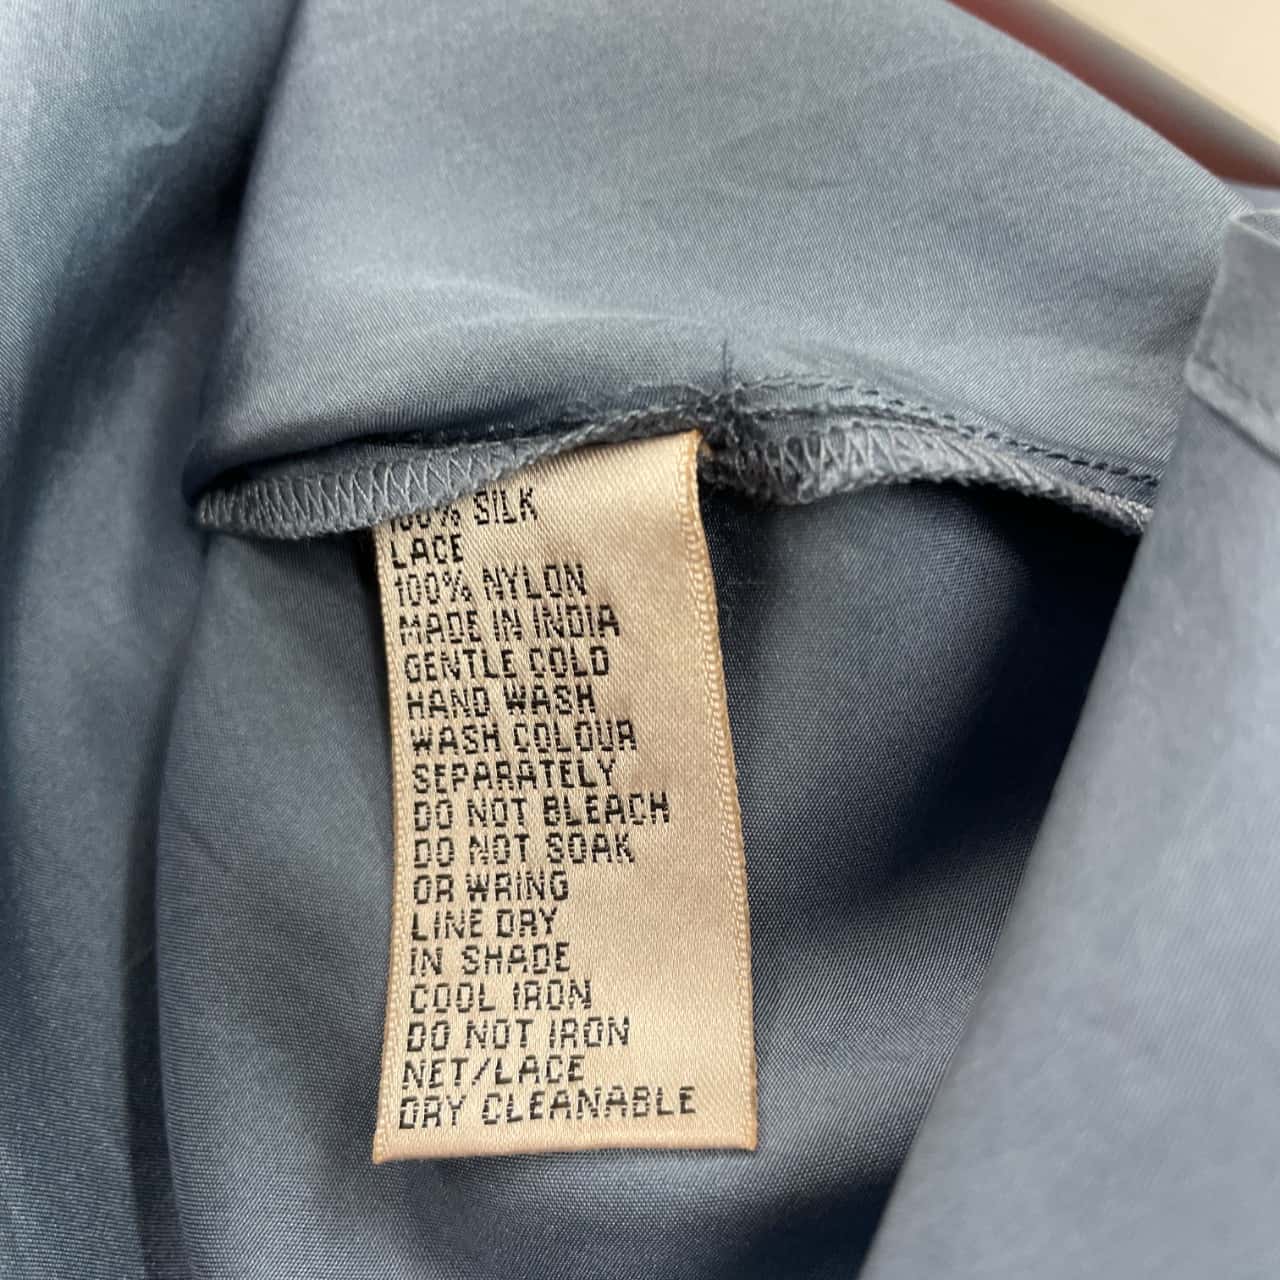 100% SILK
LACE
100% NYLON
MADE IN INDIA
GENTLE COLD
HAND WASH
WASH COLOUR
SEPARATELY
DO NOT BLEACH
DO NOT SOAK
OR WRING
LINE DRY
IN SHADE
COOL IRON
DO NOT IRON
NET/LACE
DRY CLEANABLE